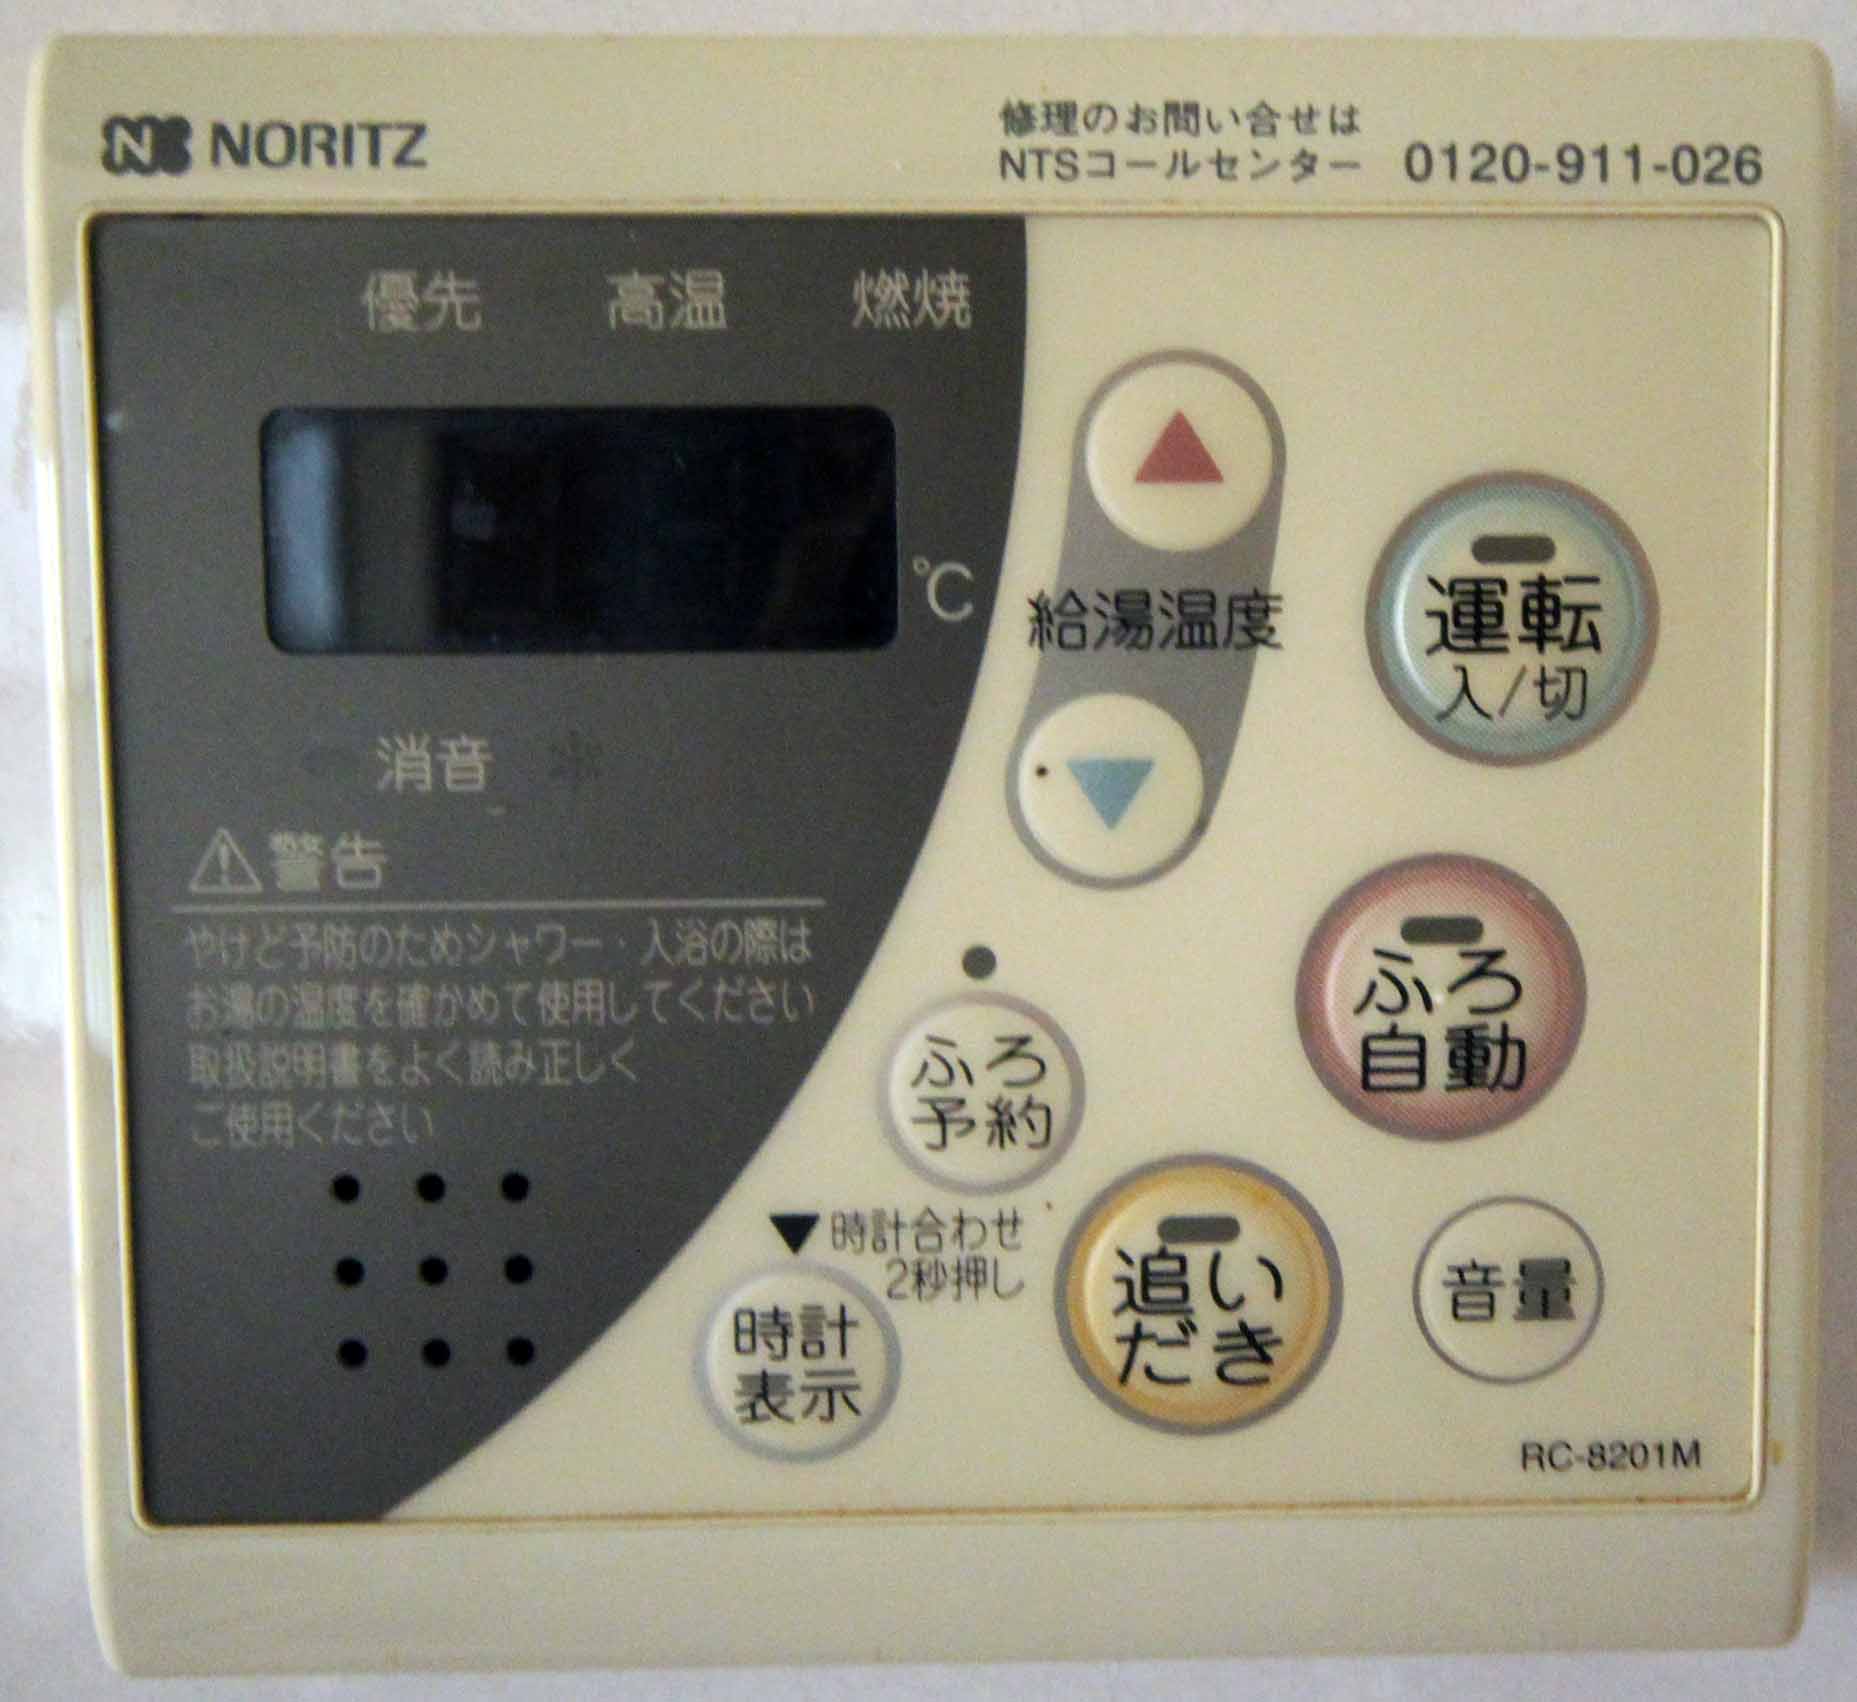 NORITZ
修理のお問い合せは
NTSコールセンター 0120-911-026
優先 高温 燃焼
℃
給湯温度
運転
入/切
消音
警告
やけど予防のためシャワー・入浴の際は
お湯の温度を確かめて使用してください
取扱説明書をよく読み正しく
ご使用ください
ふろ
自動
ふろ
予約
▼時計合わせ
2秒押し
時計
表示
追い
だき
音量
RC-8201M